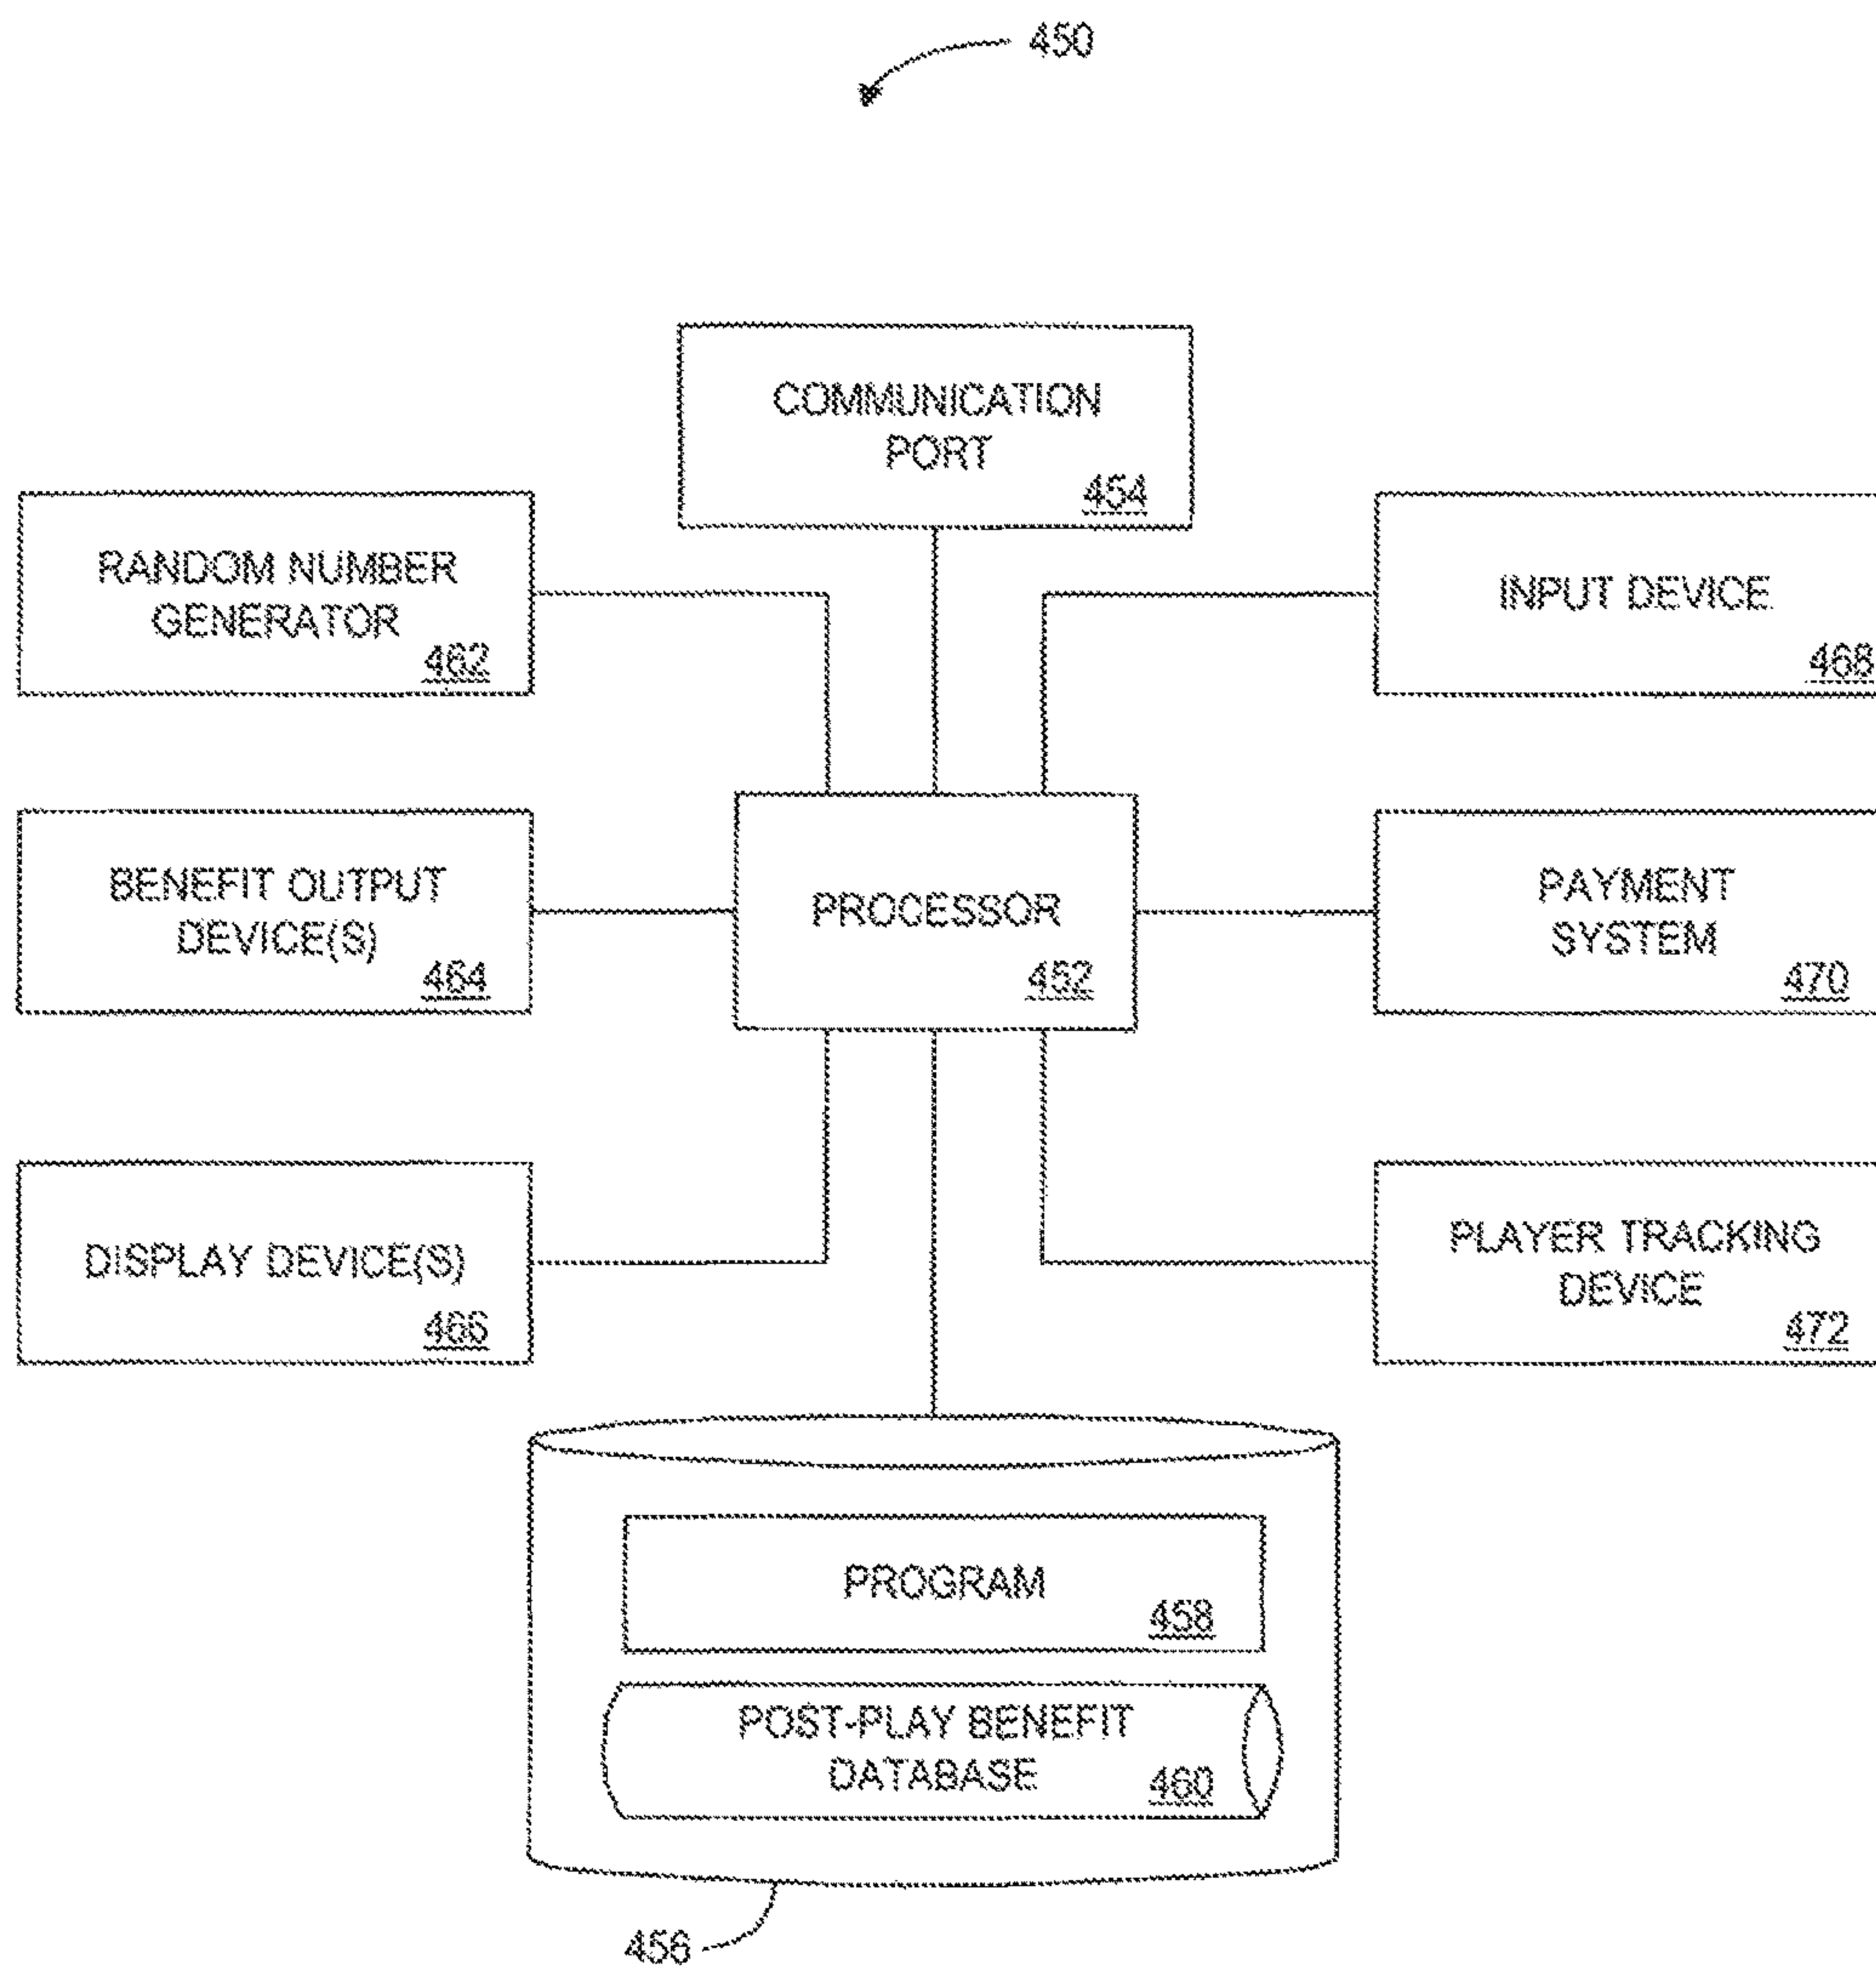 450
COMMUNICATION
PORT
454
RANDOM NUMBER
GENERATOR
462
INPUT DEVICE
468
BENEFIT OUTPUT
DEVICE(S)
464
PROCESSOR
452
PAYMENT
SYSTEM
470
DISPLAY DEVICE(S)
466
PLAYER TRACKING
DEVICE
472
PROGRAM
458
POST-PLAY BENEFIT
DATABASE
460
456